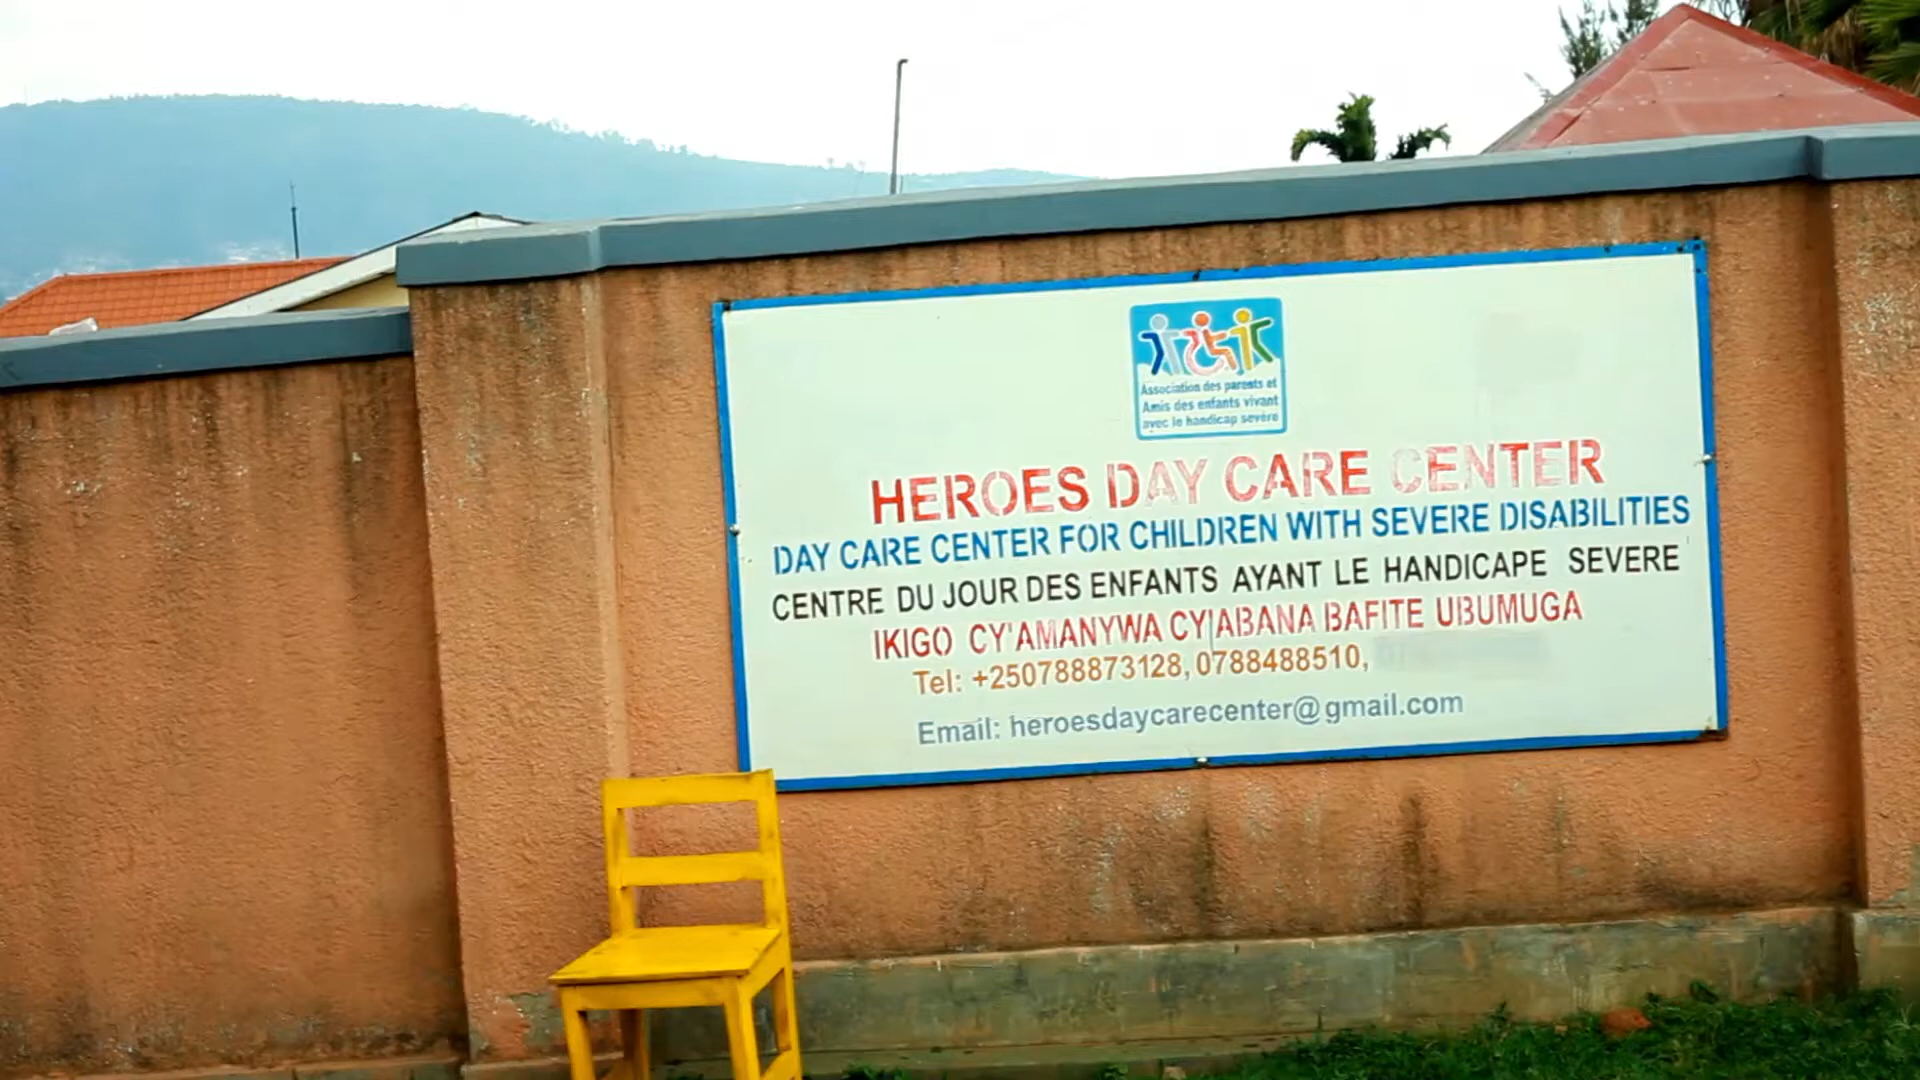 Association des parents et
Amis des enfants vivant
avec le handicap sevère
HEROES DAY CARE CENTER
DAY CARE CENTER FOR CHILDREN WITH SEVERE DISABILITIES
CENTRE DU JOUR DES ENFANTS AYANT LE HANDICAPE SEVERE
IKIGO CY'AMANYWA CY'ABANA BAFITE UBUMUGA
Tel: +250788873128, 0788488510,
Email: heroesdaycarecenter@gmail.com